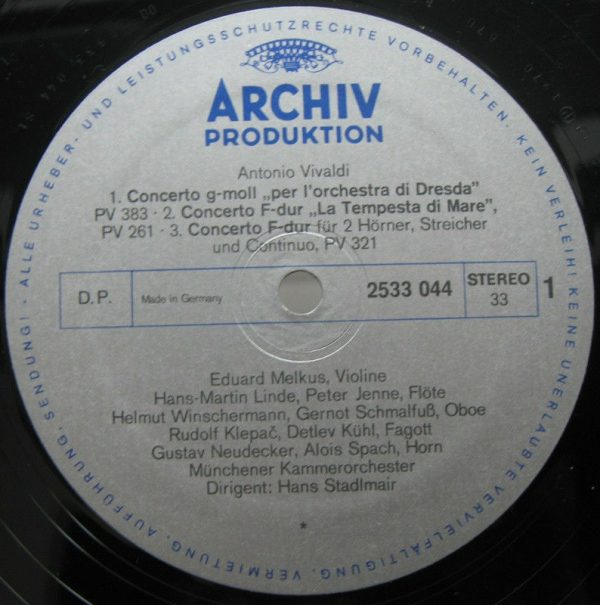 ALLE URHEBER- UND LEISTUNGSSCHUTZRECHTE VORBEHALTEN. KEIN VERLEIH! KEINE UNERLAUBTE VERVIELFÄLTIGUNG, VERMIETUNG, AUFFÜHRUNG, SENDUNG!
ARCHIV
PRODUKTION
Antonio Vivaldi
1. Concerto g-moll „per l'orchestra di Dresda”
PV 383 · 2. Concerto F-dur „La Tempesta di Mare”,
PV 261 · 3. Concerto F-dur für 2 Hörner, Streicher
und Continuo, PV 321
D.P. Made in Germany 2533 044 STEREO 33 1
Eduard Melkus, Violine
Hans-Martin Linde, Peter Jenne, Flöte
Helmut Winschermann, Gernot Schmalfuß, Oboe
Rudolf Klepač, Detlev Kühl, Fagott
Gustav Neudecker, Alois Spach, Horn
Münchener Kammerorchester
Dirigent: Hans Stadlmair
*